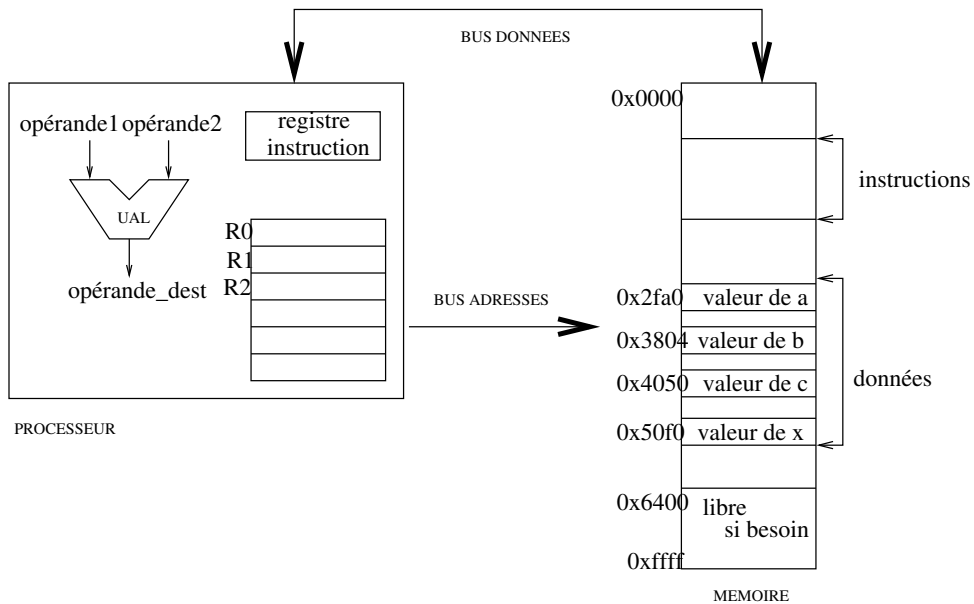 BUS DONNEES
opérande1 opérande2
registre
instruction
UAL
opérande_dest
R0
R1
R2
PROCESSEUR
BUS ADRESSES
0x0000
instructions
0x2fa0 valeur de a
0x3804 valeur de b
0x4050 valeur de c
0x50f0 valeur de x
données
0x6400 libre
si besoin
0xffff
MEMOIRE